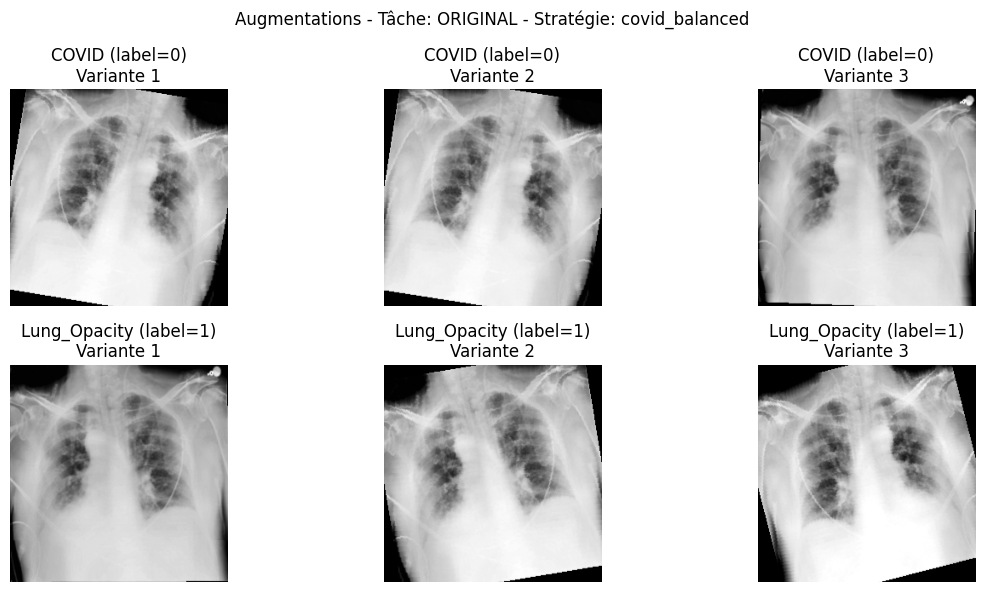 Augmentations - Tâche: ORIGINAL - Stratégie: covid_balanced
COVID (label=0)
Variante 1
COVID (label=0)
Variante 2
COVID (label=0)
Variante 3
Lung_Opacity (label=1)
Variante 1
Lung_Opacity (label=1)
Variante 2
Lung_Opacity (label=1)
Variante 3